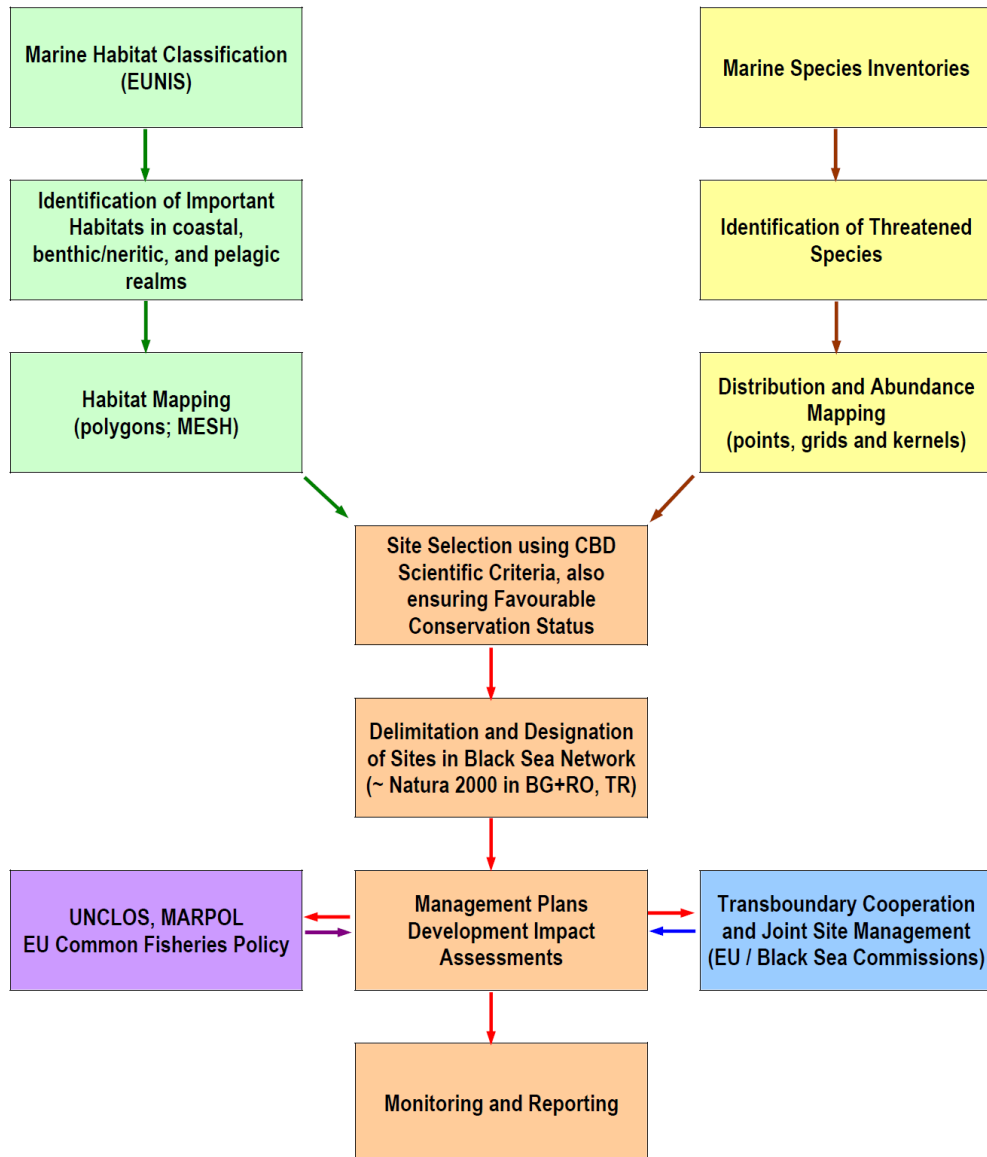 Marine Habitat Classification
(EUNIS)
Marine Species Inventories
Identification of Important
Habitats in coastal,
benthic/neritic, and pelagic
realms
Identification of Threatened
Species
Habitat Mapping
(polygons; MESH)
Distribution and Abundance
Mapping
(points, grids and kernels)
Site Selection using CBD
Scientific Criteria, also
ensuring Favourable
Conservation Status
Delimitation and Designation
of Sites in Black Sea Network
(~ Natura 2000 in BG+RO, TR)
UNCLOS, MARPOL
EU Common Fisheries Policy
Management Plans
Development Impact
Assessments
Transboundary Cooperation
and Joint Site Management
(EU / Black Sea Commissions)
Monitoring and Reporting